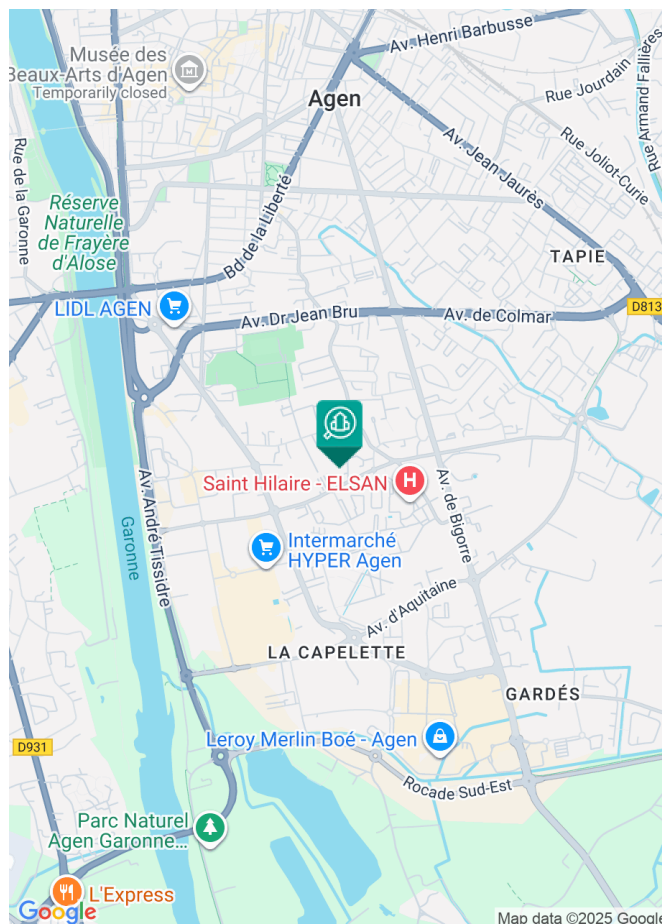 Av. Henri Barbusse
Musée des
Beaux-Arts d'Agen
Temporarily closed
Agen
Rue Jourdain
Rue Armand Fallières
Rue de la Garonne
Av. Jean Jaurès
Rue Joliot-Curie
Réserve
Naturelle
de Frayère
d'Alose
Bd de la Liberté
TAPIE
LIDL AGEN
Av. Dr Jean Bru
Av. de Colmar
D813
Saint Hilaire - ELSAN
H
Av. de Bigorre
Av. André Tissidre
Garonne
Intermarché
HYPER Agen
Av. d'Aquitaine
LA CAPELETTE
GARDÉS
D931
Leroy Merlin Boé - Agen
Rocade Sud-Est
Parc Naturel
Agen Garonne...
L'Express
Google
Map data ©2025 Google